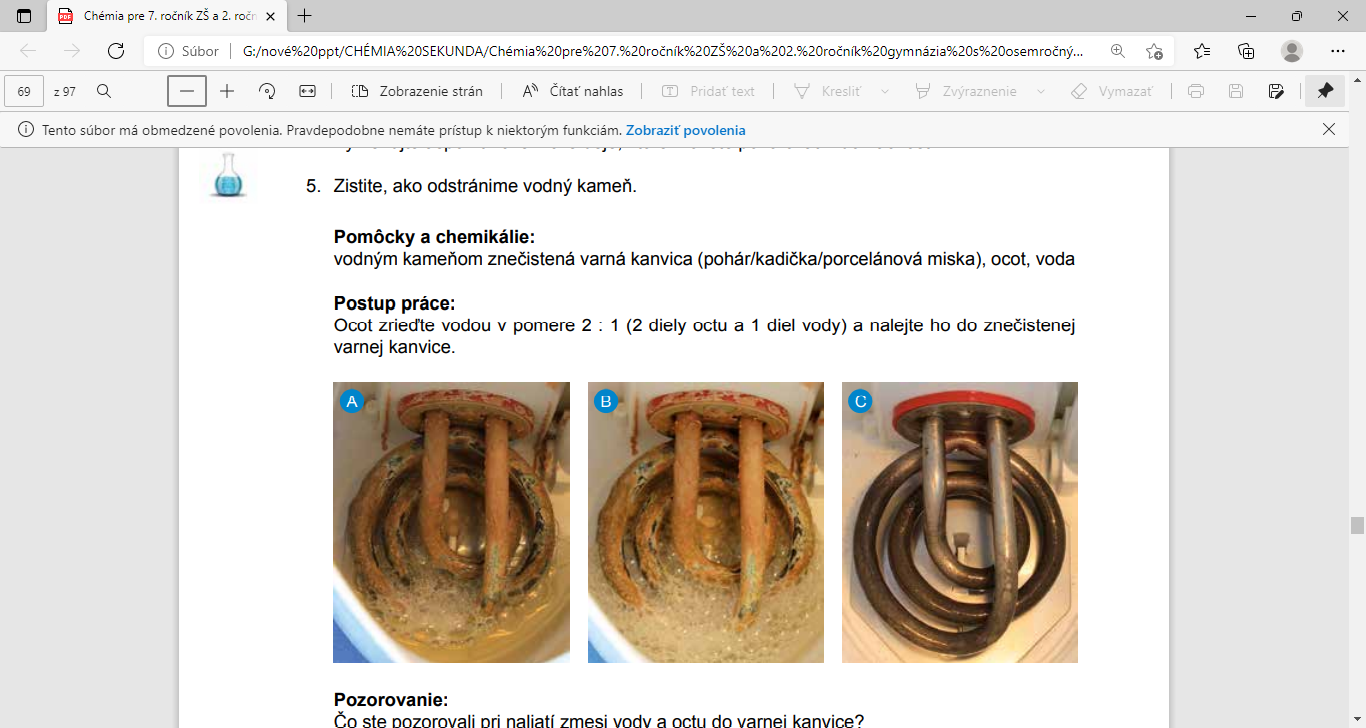 Chémia pre 7. ročník ZŠ a 2. ročn
Súbor
G:/nové%20ppt/CHÉMIA%20SEKUNDA/Chémia%20pre%207.%20ročník%20ZŠ%20a%202.%20ročník%20gymnázia%20s%20osemročný...
69 z 97 Zobrazenie strán Čítať nahlas Pridať text Kresliť Zvýraznenie Vymazať
Tento súbor má obmedzené povolenia. Pravdepodobne nemáte prístup k niektorým funkciám. Zobraziť povolenia
5. Zistite, ako odstránime vodný kameň.
Pomôcky a chemikálie:
vodným kameňom znečistená varná kanvica (pohár/kadička/porcelánová miska), ocot, voda
Postup práce:
Ocot zrieďte vodou v pomere 2 : 1 (2 diely octu a 1 diel vody) a nalejte ho do znečistenej
varnej kanvice.
A B C
Pozorovanie:
Čo ste pozorovali pri naliatí zmesi vody a octu do varnej kanvice?